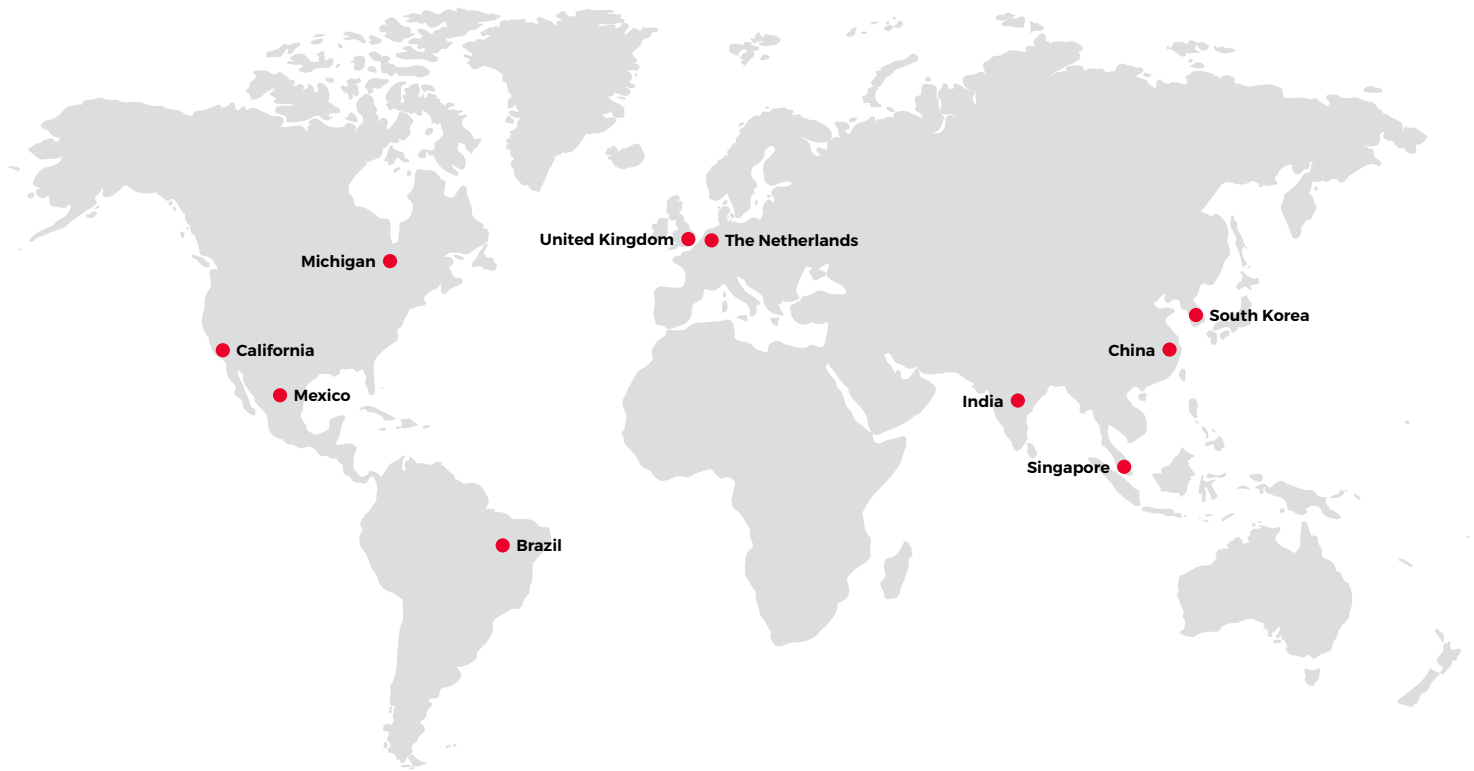 United Kingdom
The Netherlands
Michigan
South Korea
California
China
Mexico
India
Singapore
Brazil